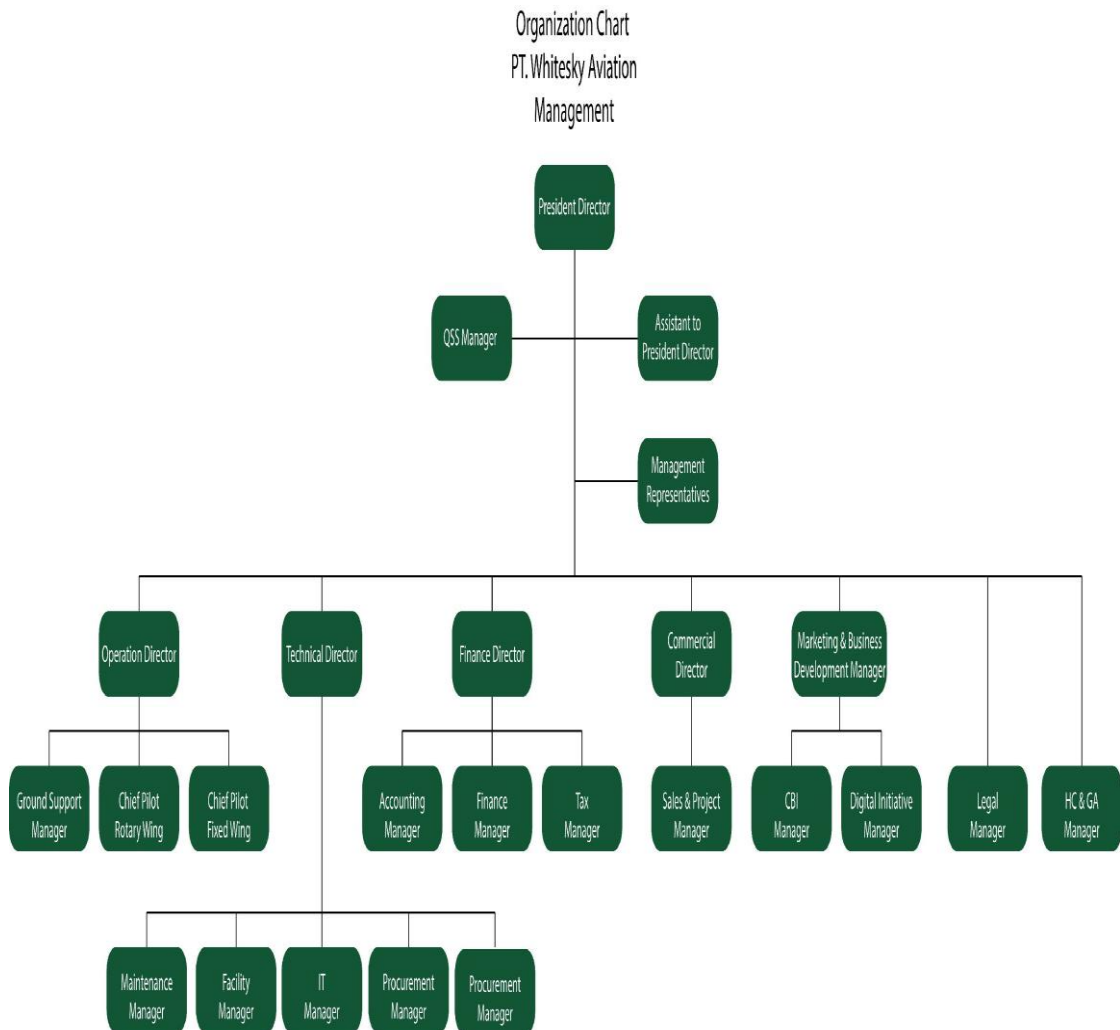 Organization Chart
PT. Whitesky Aviation
Management
President Director
QSS Manager
Assistant to
President Director
Management
Representatives
Operation Director
Technical Director
Finance Director
Commercial
Director
Marketing & Business
Development Manager
Ground Support
Manager
Chief Pilot
Rotary Wing
Chief Pilot
Fixed Wing
Accounting
Manager
Finance
Manager
Tax
Manager
Sales & Project
Manager
CBI
Manager
Digital Initiative
Manager
Legal
Manager
HC & GA
Manager
Maintenance
Manager
Facility
Manager
IT
Manager
Procurement
Manager
Procurement
Manager